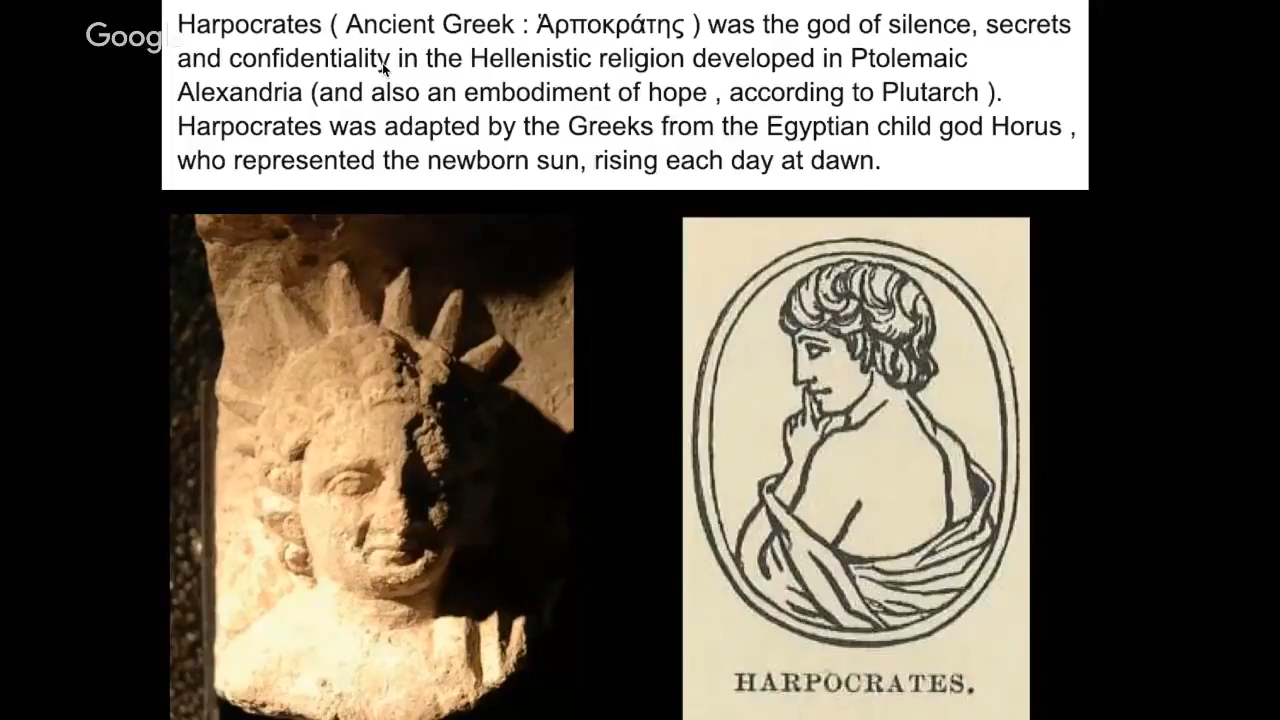 Google
Harpocrates ( Ancient Greek : Ἁρποκράτης ) was the god of silence, secrets
and confidentiality in the Hellenistic religion developed in Ptolemaic
Alexandria (and also an embodiment of hope , according to Plutarch ).
Harpocrates was adapted by the Greeks from the Egyptian child god Horus ,
who represented the newborn sun, rising each day at dawn.
HARPOCRATES.